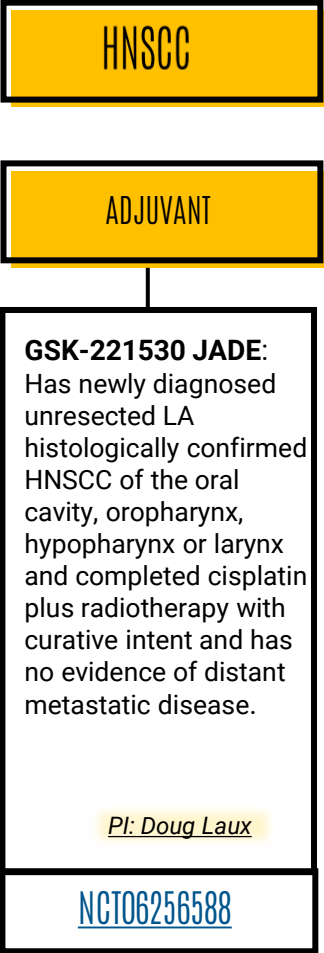 HNSCC
ADJUVANT
GSK-221530 JADE:
Has newly diagnosed
unresected LA
histologically confirmed
HNSCC of the oral
cavity, oropharynx,
hypopharynx or larynx
and completed cisplatin
plus radiotherapy with
curative intent and has
no evidence of distant
metastatic disease.
PI: Doug Laux
NCT06256588